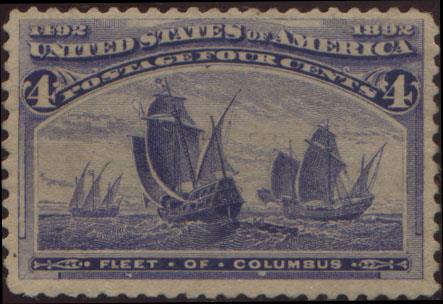 1492 1892
UNITED STATES OF AMERICA
POSTAGE FOUR CENTS
4 4
FLEET · OF · COLUMBUS